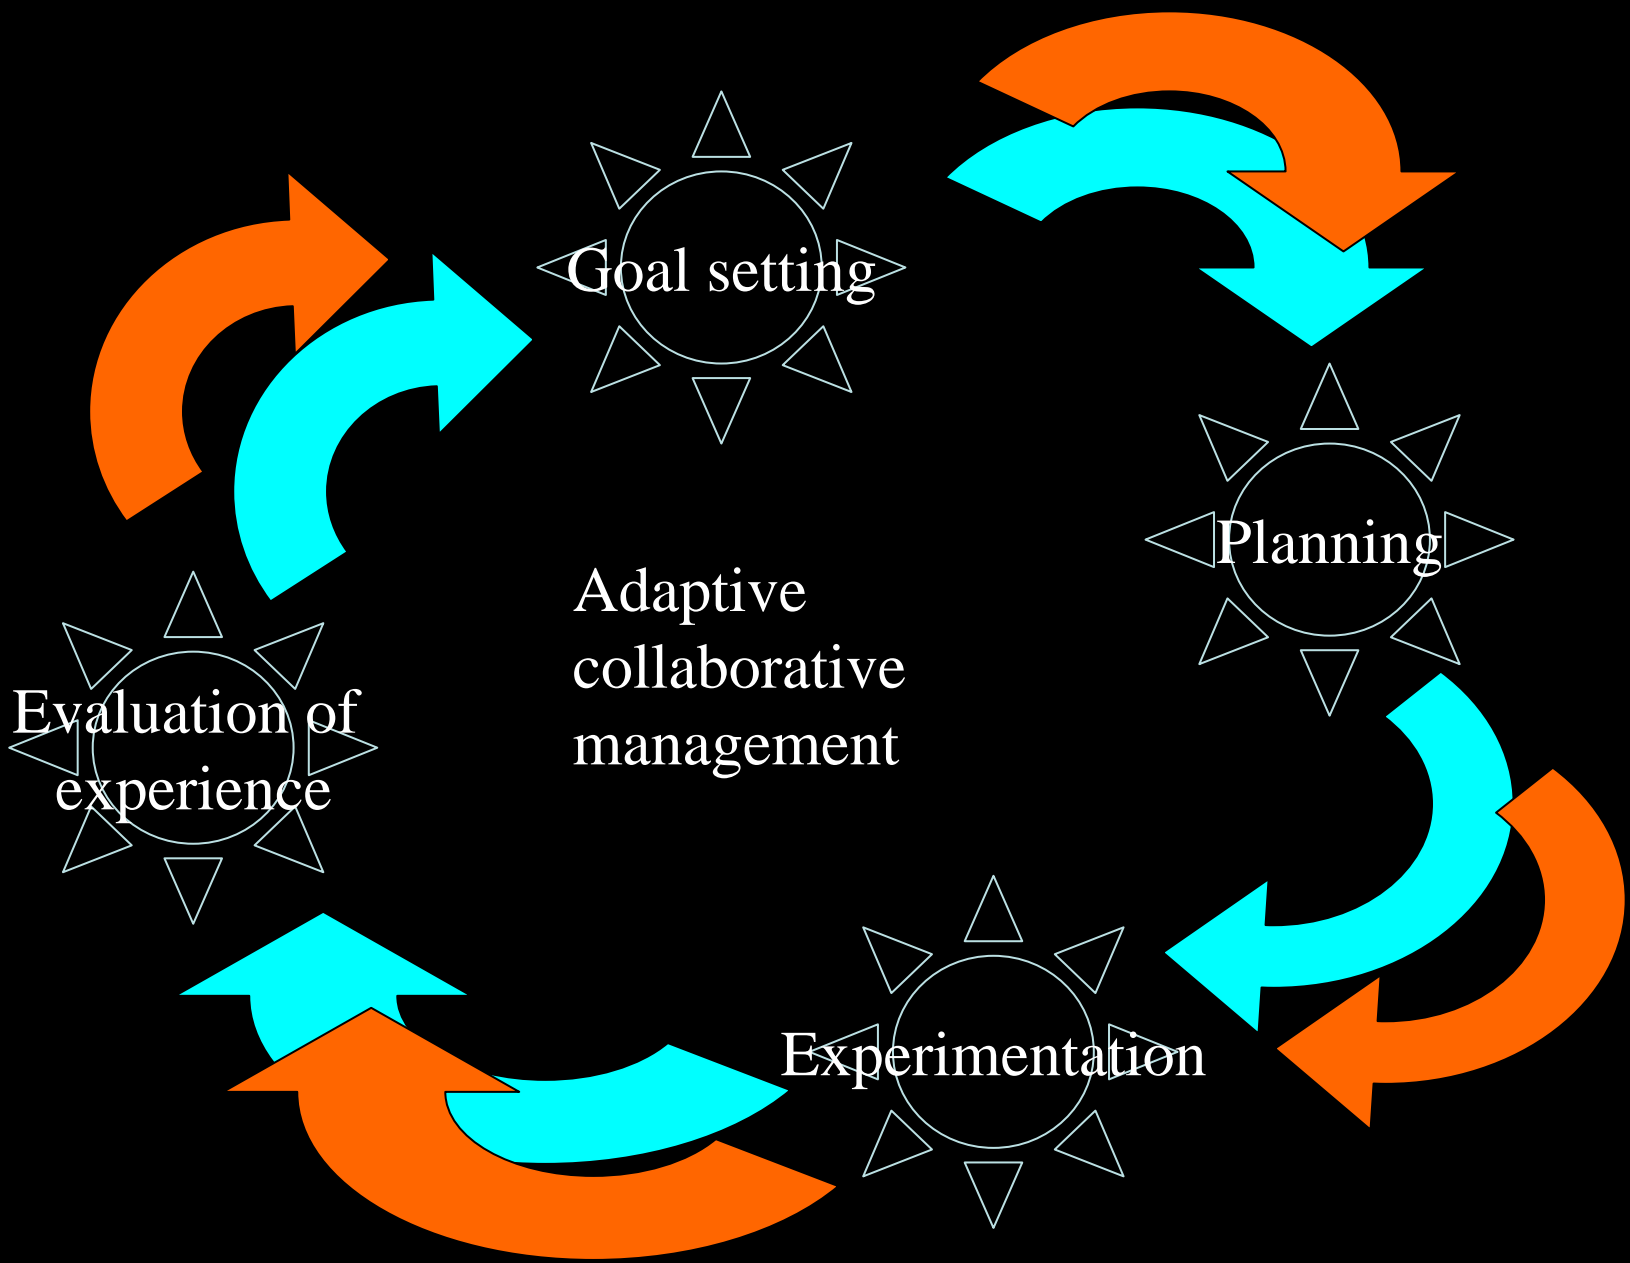 Goal setting
Planning
Adaptive
collaborative
management
Evaluation of
experience
Experimentation